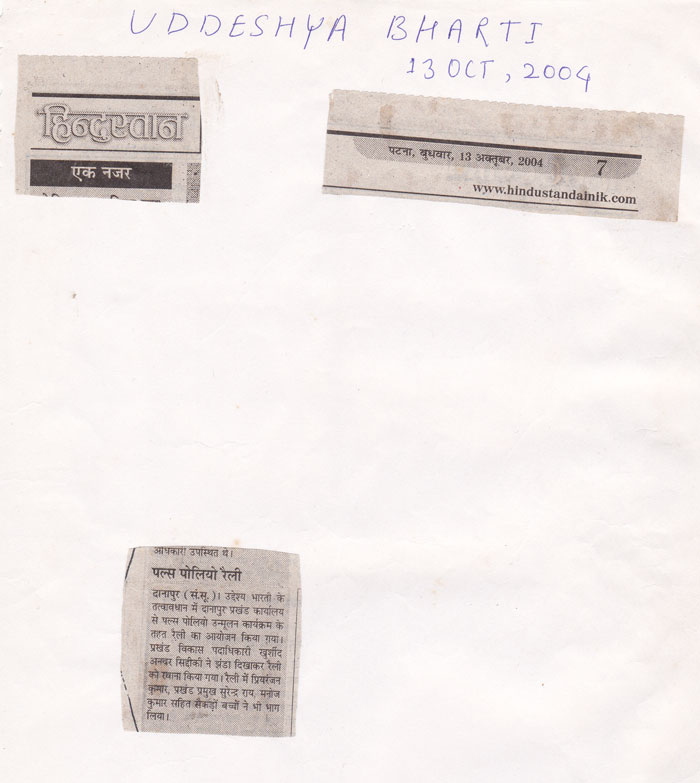 UDDESHYA BHARTI
13 OCT, 2004
हिन्दुस्तान
एक नजर
पटना, बुधवार, 13 अक्तूबर, 2004 7
www.hindustandainik.com
अधिकारी उपस्थित थे।
पल्स पोलियो रैली
दानापुर (सं.सू.)। उद्देश्य भारती के
तत्वावधान में दानापुर प्रखंड कार्यालय
से पल्स पोलियो उन्मूलन कार्यक्रम के
तहत रैली का आयोजन किया गया।
प्रखंड विकास पदाधिकारी खुर्शीद
अनवर सिद्दीकी ने झंडा दिखाकर रैली
को रवाना किया गया। रैली में प्रियरंजन
कुमार, प्रखंड प्रमुख सुरेन्द्र राय, मनोज
कुमार सहित सैकड़ों बच्चों ने भी भाग
लिया।